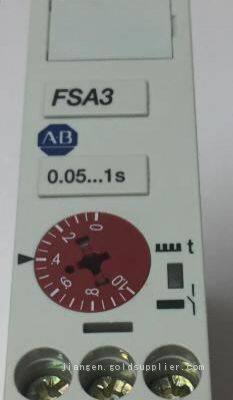 FSA3
AB
0.05...1s
0
2
.4
6
8
10
t
jiangen.goldsupplier.com